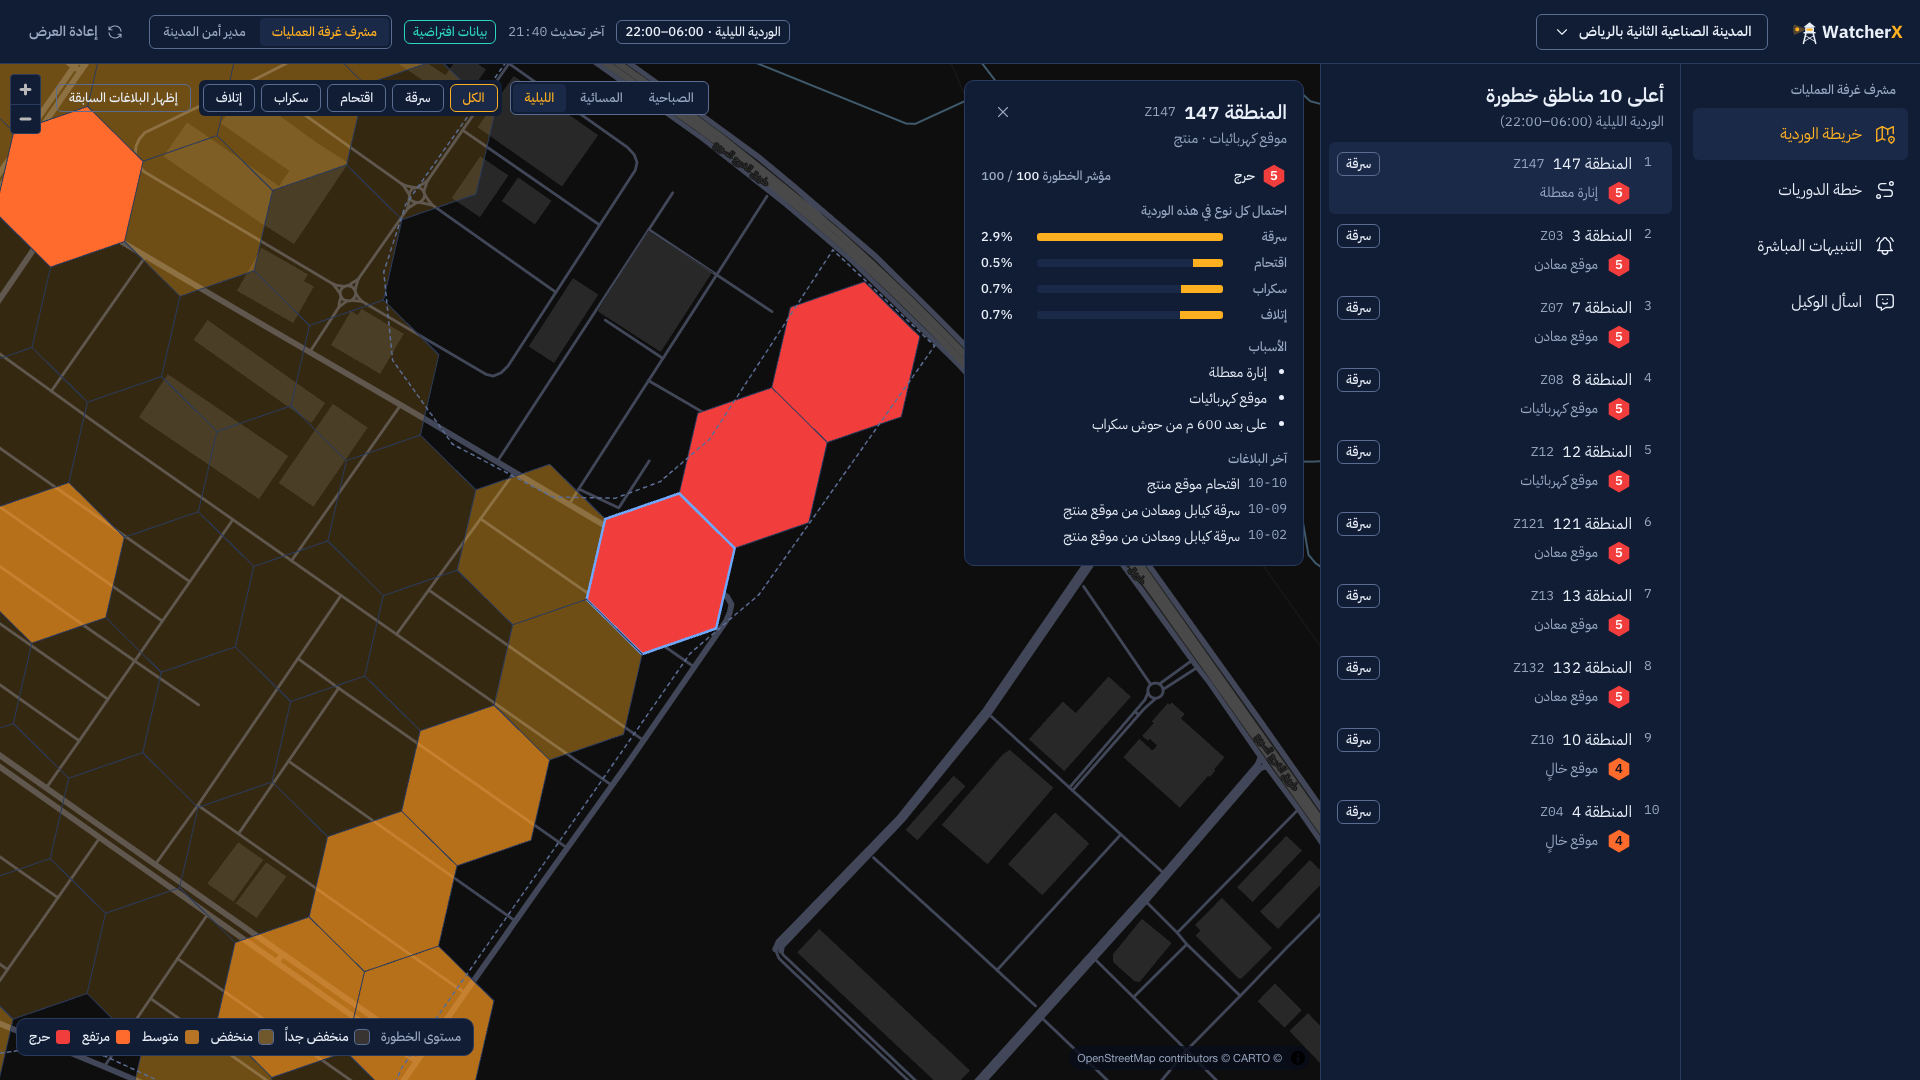 WatcherX
المدينة الصناعية الثانية بالرياض
الوردية الليلية · 22:00–06:00
آخر تحديث 21:40
بيانات افتراضية
مشرف غرفة العمليات
مدير أمن المدينة
إعادة العرض
مشرف غرفة العمليات
خريطة الوردية
خطة الدوريات
التنبيهات المباشرة
اسأل الوكيل
أعلى 10 مناطق خطورة
الوردية الليلية (22:00–06:00)
1 المنطقة 147 Z147 سرقة
5 إنارة معطلة
2 المنطقة 3 Z03 سرقة
5 موقع معادن
3 المنطقة 7 Z07 سرقة
5 موقع معادن
4 المنطقة 8 Z08 سرقة
5 موقع كهربائيات
5 المنطقة 12 Z12 سرقة
5 موقع كهربائيات
6 المنطقة 121 Z121 سرقة
5 موقع معادن
7 المنطقة 13 Z13 سرقة
5 موقع معادن
8 المنطقة 132 Z132 سرقة
5 موقع معادن
9 المنطقة 10 Z10 سرقة
4 موقع خالٍ
10 المنطقة 4 Z04 سرقة
4 موقع خالٍ
المنطقة 147 Z147
موقع كهربائيات · منتج
5 حرج
مؤشر الخطورة 100 / 100
احتمال كل نوع في هذه الوردية
سرقة 2.9%
اقتحام 0.5%
سكراب 0.7%
إتلاف 0.7%
الأسباب
• إنارة معطلة
• موقع كهربائيات
• على بعد 600 م من حوش سكراب
آخر البلاغات
10-10 اقتحام موقع منتج
10-09 سرقة كيابل ومعادن من موقع منتج
10-02 سرقة كيابل ومعادن من موقع منتج
الصباحية
المسائية
الليلية
الكل
سرقة
اقتحام
سكراب
إتلاف
إظهار البلاغات السابقة
+
−
مستوى الخطورة
منخفض جداً
منخفض
متوسط
مرتفع
حرج
OpenStreetMap contributors © CARTO ©